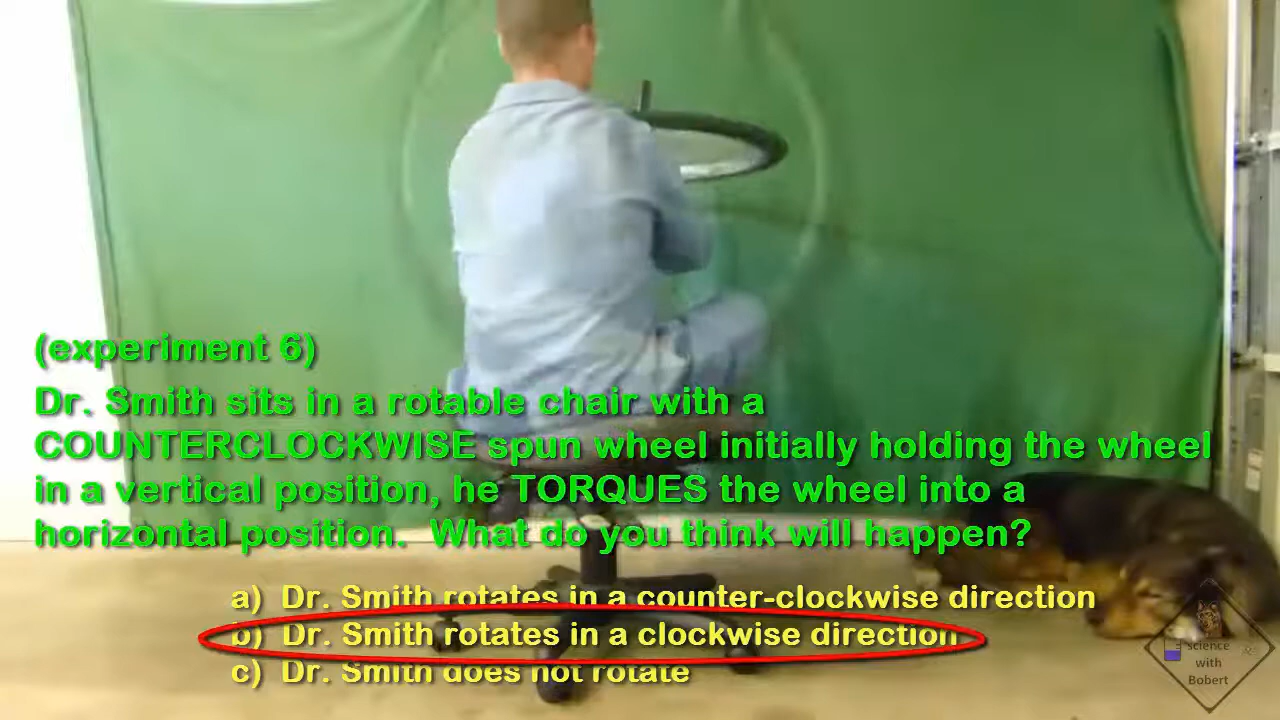 (experiment 6)
Dr. Smith sits in a rotable chair with a
COUNTERCLOCKWISE spun wheel initially holding the wheel
in a vertical position, he TORQUES the wheel into a
horizontal position. What do you think will happen?
a) Dr. Smith rotates in a counter-clockwise direction
b) Dr. Smith rotates in a clockwise direction
c) Dr. Smith does not rotate
science
with
Bobert